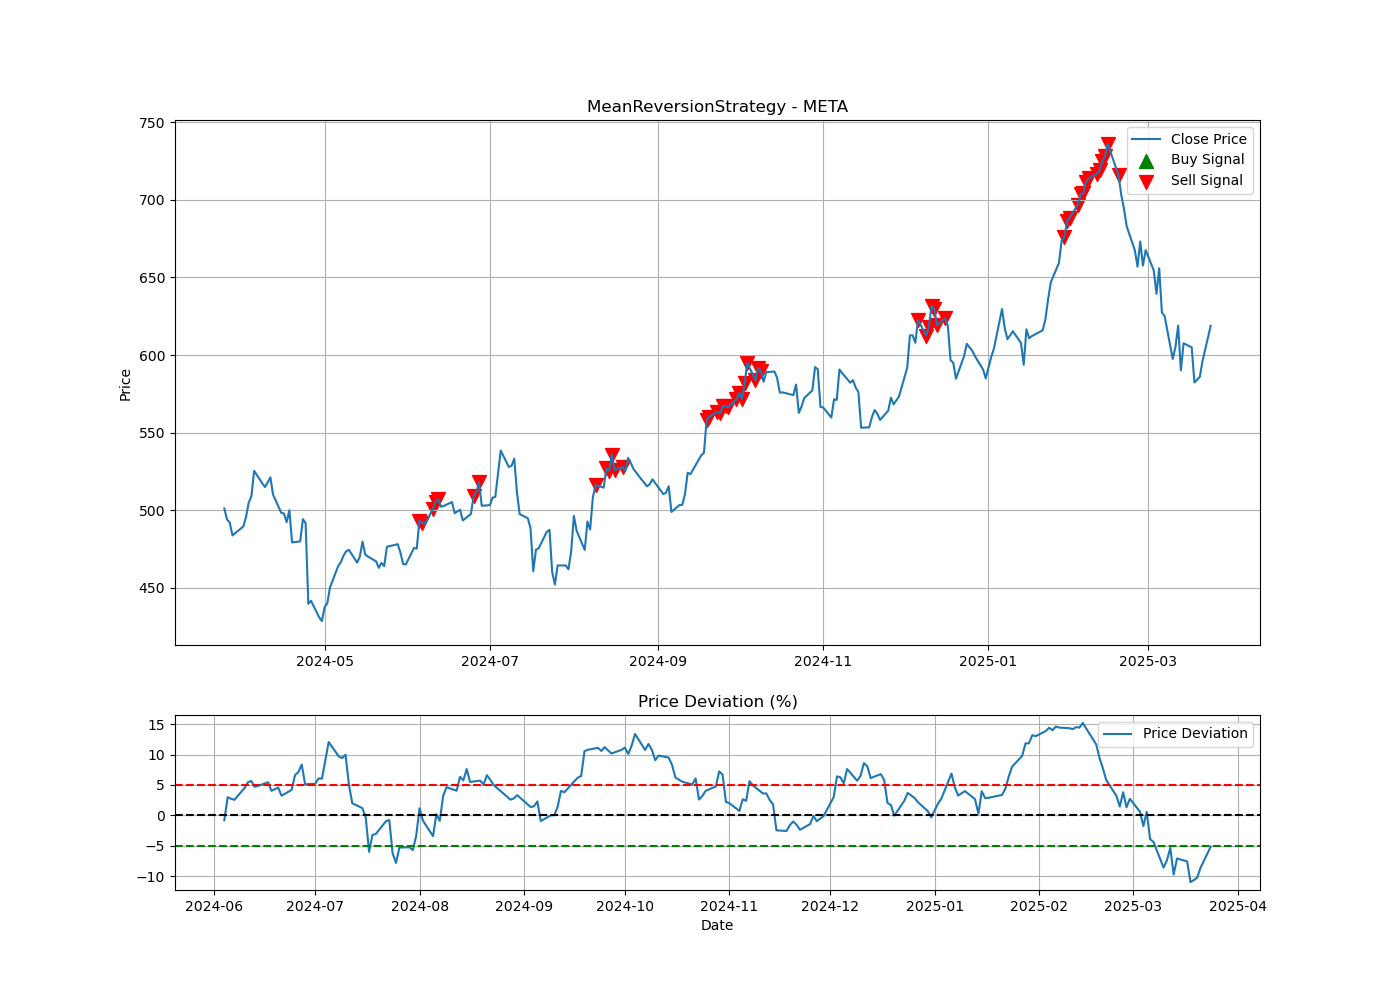 MeanReversionStrategy - META
Price
750
700
650
600
550
500
450
Close Price
Buy Signal
Sell Signal
2024-05 2024-07 2024-09 2024-11 2025-01 2025-03
Price Deviation (%)
15
10
5
0
−5
−10
Price Deviation
2024-06 2024-07 2024-08 2024-09 2024-10 2024-11 2024-12 2025-01 2025-02 2025-03 2025-04
Date